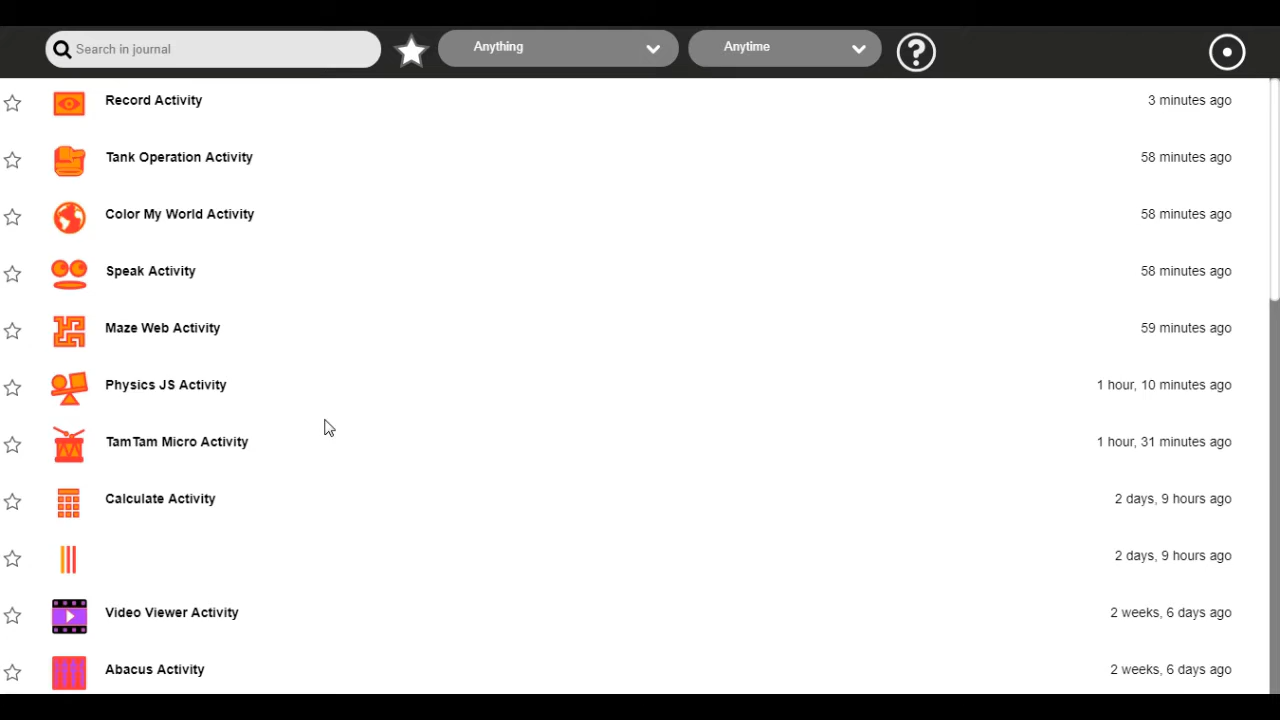 Search in journal
Anything
Anytime
?
Record Activity 3 minutes ago
Tank Operation Activity 58 minutes ago
Color My World Activity 58 minutes ago
Speak Activity 58 minutes ago
Maze Web Activity 59 minutes ago
Physics JS Activity 1 hour, 10 minutes ago
TamTam Micro Activity 1 hour, 31 minutes ago
Calculate Activity 2 days, 9 hours ago
2 days, 9 hours ago
Video Viewer Activity 2 weeks, 6 days ago
Abacus Activity 2 weeks, 6 days ago